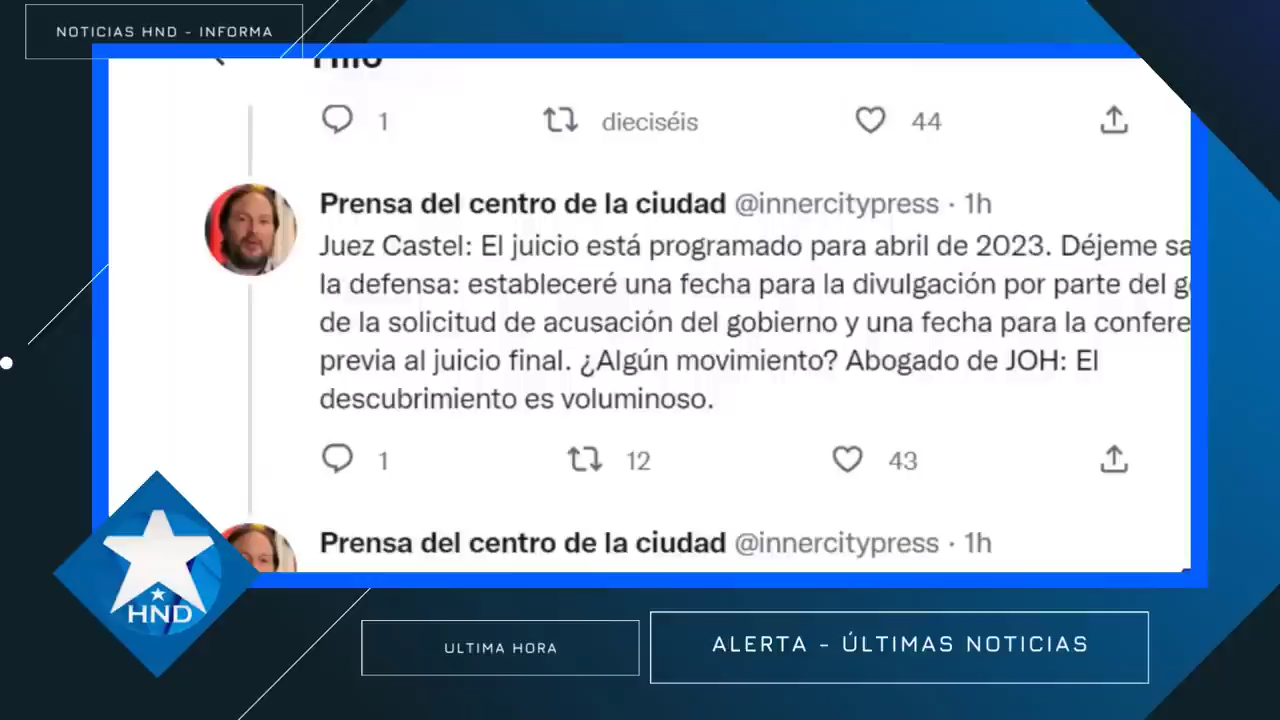 NOTICIAS HND - INFORMA
Hilo
1 dieciséis 44
Prensa del centro de la ciudad @innercitypress · 1h
Juez Castel: El juicio está programado para abril de 2023. Déjeme
la defensa: estableceré una fecha para la divulgación por parte del
de la solicitud de acusación del gobierno y una fecha para la
previa al juicio final. ¿Algún movimiento? Abogado de JOH: El
descubrimiento es voluminoso.
1 12 43
Prensa del centro de la ciudad @innercitypress · 1h
HND
ULTIMA HORA
ALERTA - ÚLTIMAS NOTICIAS